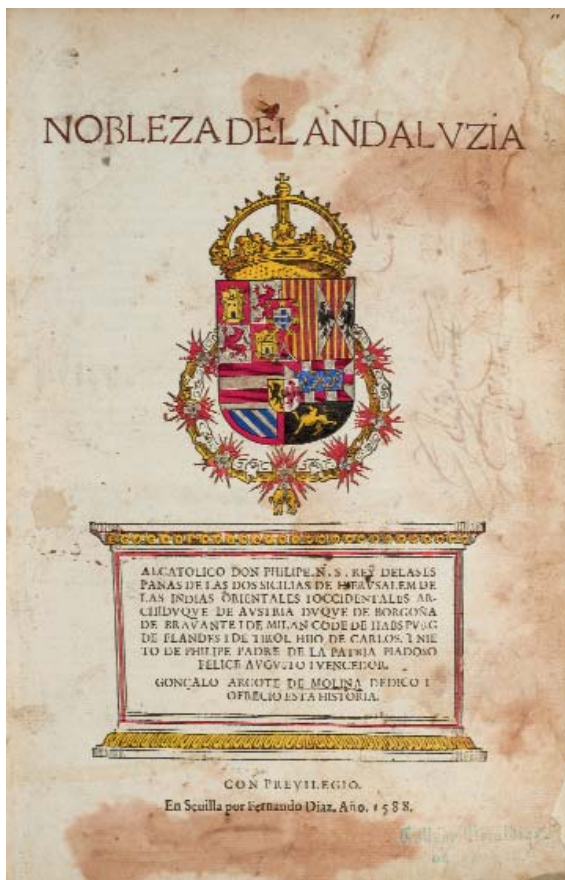 NOBLEZA DEL ANDALVZIA
AL CATOLICO DON PHILIPE. N. S. REY DE LAS ES
PAÑAS DE LAS DOS SICILIAS DE HIERVSALEM DE
LAS INDIAS ORIENTALES I OCCIDENTALES AR-
CHIDVQVE DE AVSTRIA DVQVE DE BORGOÑA
DE BRAVANTE I DE MILAN CÕDE DE HABSPVRG
DE FLANDES I DE TIROL HIIO DE CARLOS. I NIE
TO DE PHILIPE PADRE DE LA PATRIA PIADOSO
FELICE AVGVSTO I VENCEDOR.
GONÇALO ARGOTE DE MOLINA DEDICO I
OFRECIO ESTA HISTORIA.
CON PREVILEGIO.
En Seuilla por Fernando Diaz. Año. 1588.